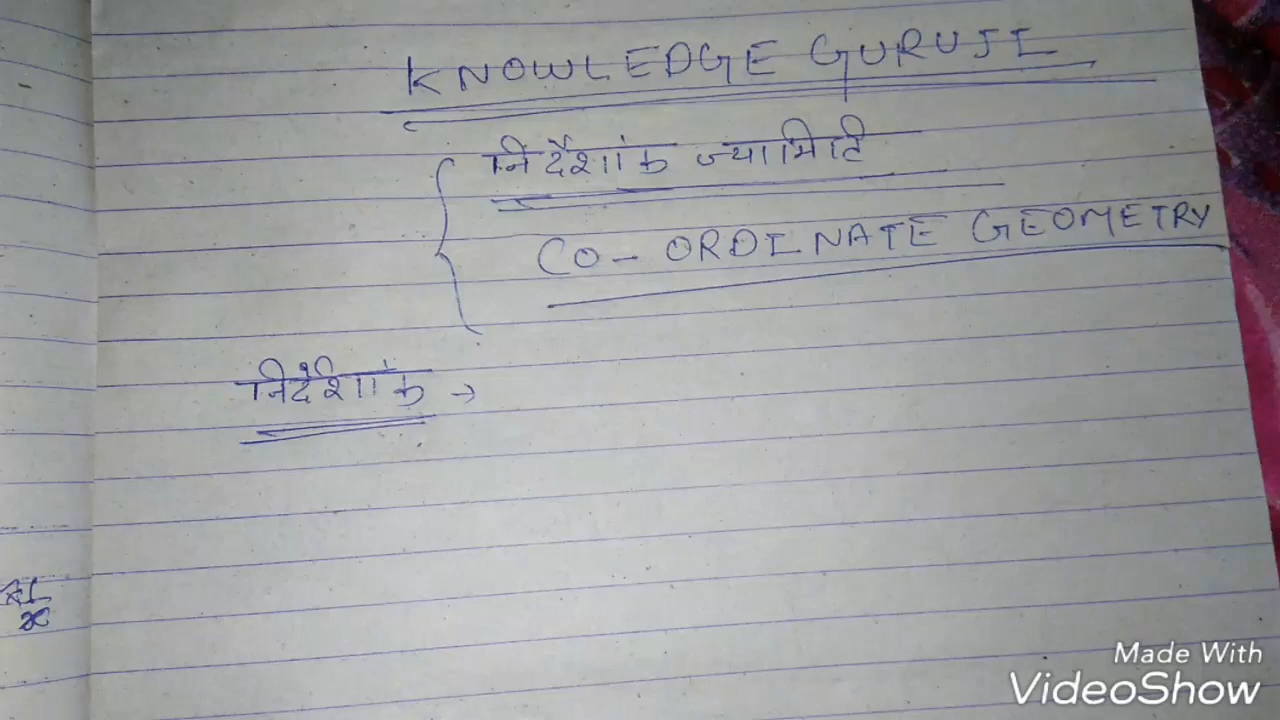 KNOWLEDGE GURUJI
निर्देशांक ज्यामिति
CO-ORDINATE GEOMETRY
निर्देशांक →
x
Made With
VideoShow